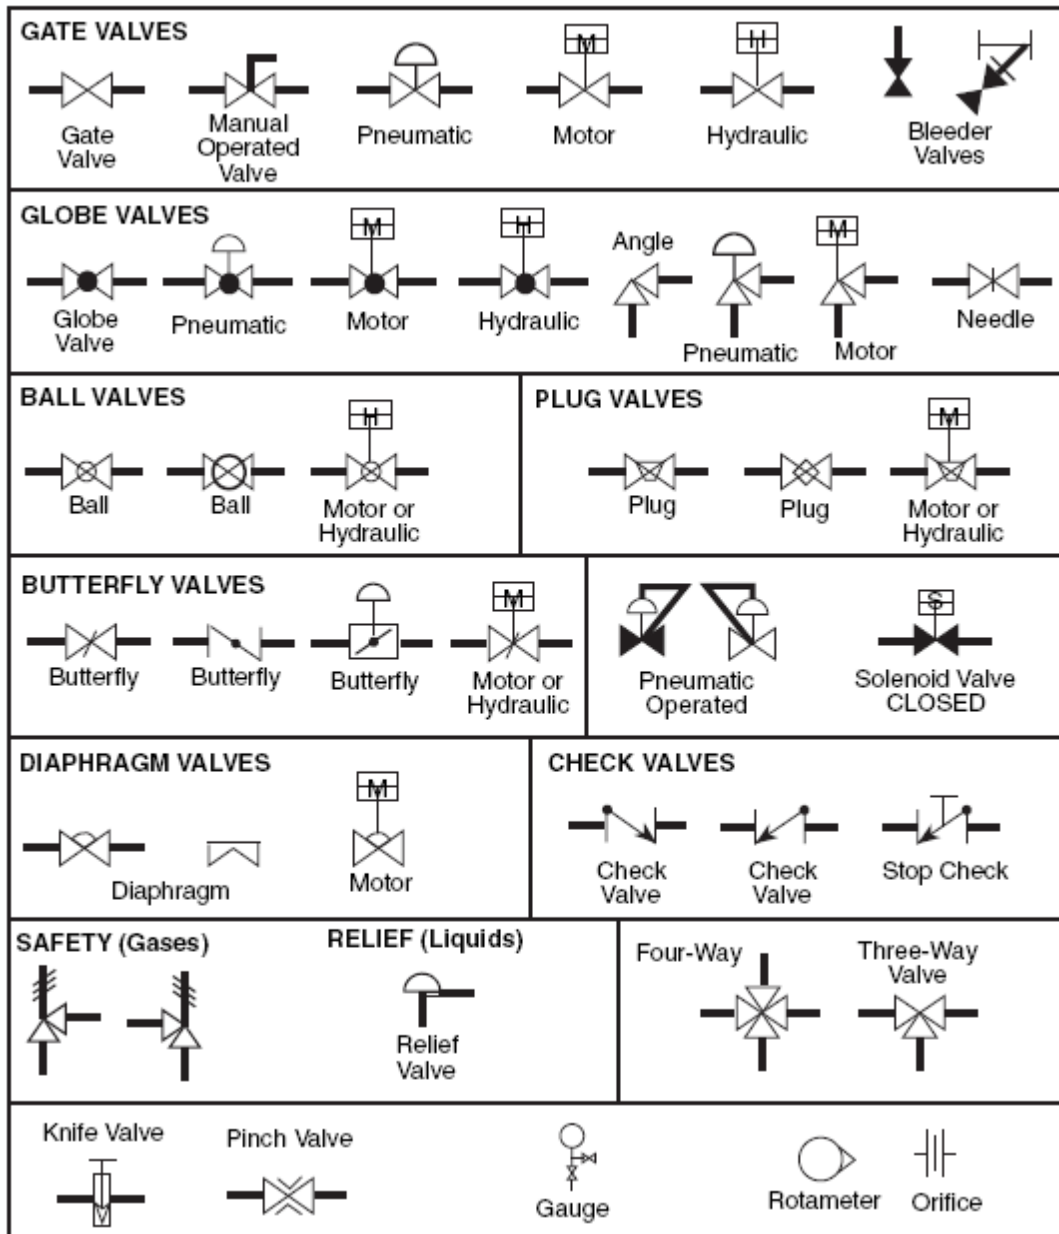 GATE VALVES
M
H
Gate
Valve
Manual
Operated
Valve
Pneumatic
Motor
Hydraulic
Bleeder
Valves
GLOBE VALVES
M
H
Angle
M
Globe
Valve
Pneumatic
Motor
Hydraulic
Pneumatic
Motor
Needle
BALL VALVES
H
Ball
Ball
Motor or
Hydraulic
PLUG VALVES
M
Plug
Plug
Motor or
Hydraulic
BUTTERFLY VALVES
M
Butterfly
Butterfly
Butterfly
Motor or
Hydraulic
S
Pneumatic
Operated
Solenoid Valve
CLOSED
DIAPHRAGM VALVES
M
Diaphragm
Motor
CHECK VALVES
Check
Valve
Check
Valve
Stop Check
SAFETY (Gases)
RELIEF (Liquids)
Relief
Valve
Four-Way
Three-Way
Valve
Knife Valve
Pinch Valve
Gauge
Rotameter
Orifice